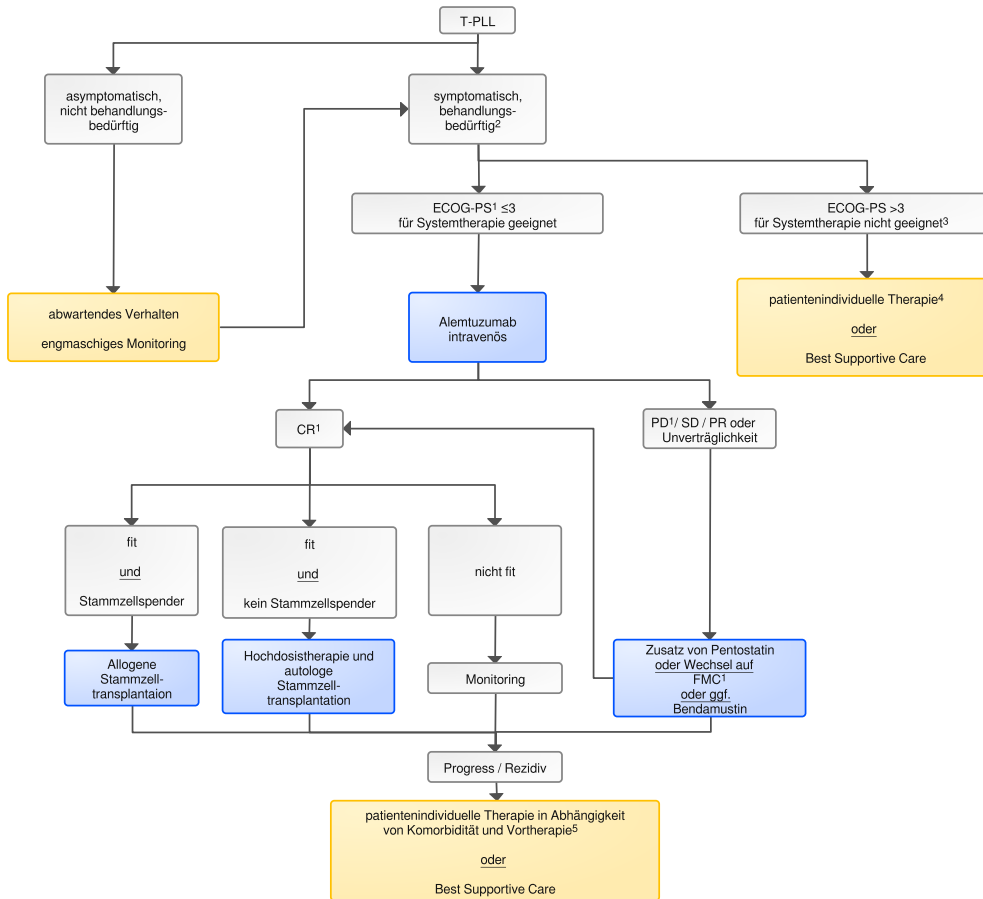 T-PLL
asymptomatisch,
nicht behandlungs-
bedürftig
symptomatisch,
behandlungs-
bedürftig²
ECOG-PS¹ ≤3
für Systemtherapie geeignet
ECOG-PS >3
für Systemtherapie nicht geeignet³
abwartendes Verhalten
engmaschiges Monitoring
Alemtuzumab
intravenös
patientenindividuelle Therapie⁴
oder
Best Supportive Care
CR¹
PD¹/ SD / PR oder
Unverträglichkeit
fit
und
Stammzellspender
fit
und
kein Stammzellspender
nicht fit
Allogene
Stammzell-
transplantaion
Hochdosistherapie und
autologe
Stammzell-
transplantation
Monitoring
Zusatz von Pentostatin
oder Wechsel auf
FMC¹
oder ggf.
Bendamustin
Progress / Rezidiv
patientenindividuelle Therapie in Abhängigkeit
von Komorbidität und Vortherapie⁵
oder
Best Supportive Care